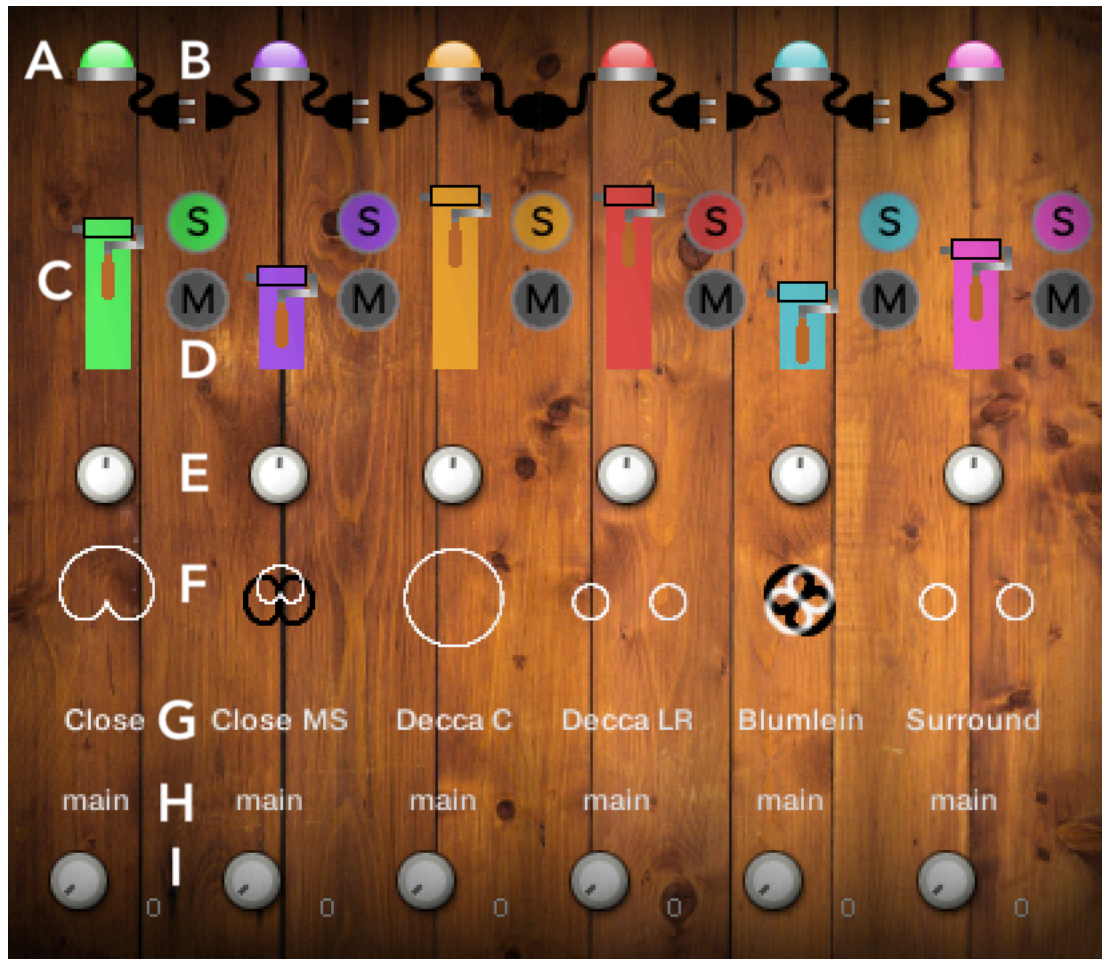 A B
S S S S S S
C M M M M M M
D
E
F
Close G Close MS Decca C Decca LR Blumlein Surround
main H main main main main main
I
0 0 0 0 0 0